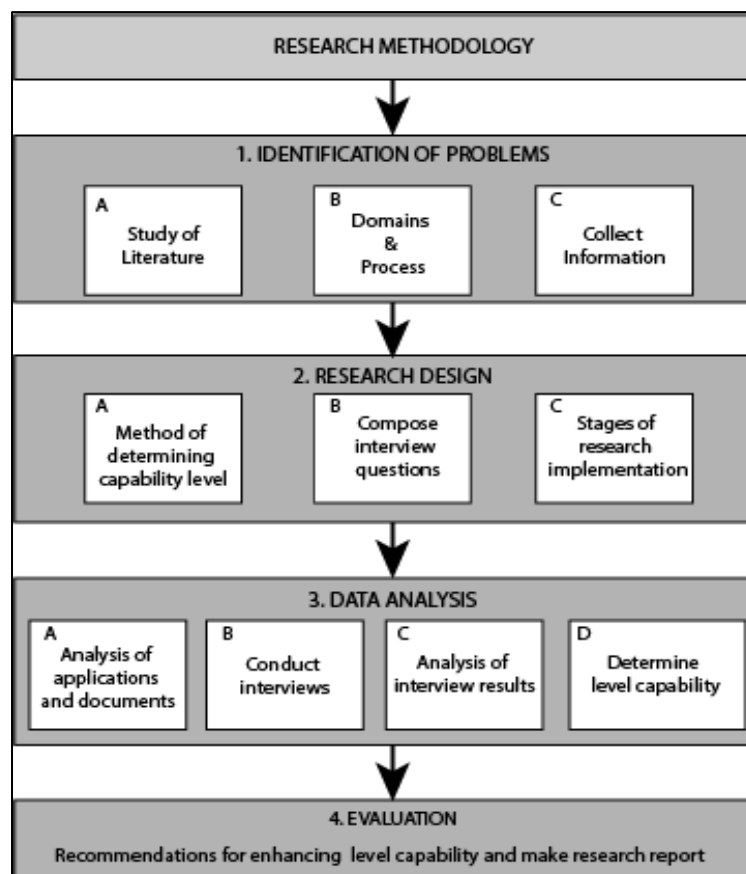 RESEARCH METHODOLOGY
1. IDENTIFICATION OF PROBLEMS
A
Study of
Literature
B
Domains
&
Process
C
Collect
Information
2. RESEARCH DESIGN
A
Method of
determining
capability level
B
Compose
interview
questions
C
Stages of
research
implementation
3. DATA ANALYSIS
A
Analysis of
applications
and documents
B
Conduct
interviews
C
Analysis of
interview results
D
Determine
level capability
4. EVALUATION
Recommendations for enhancing level capability and make research report